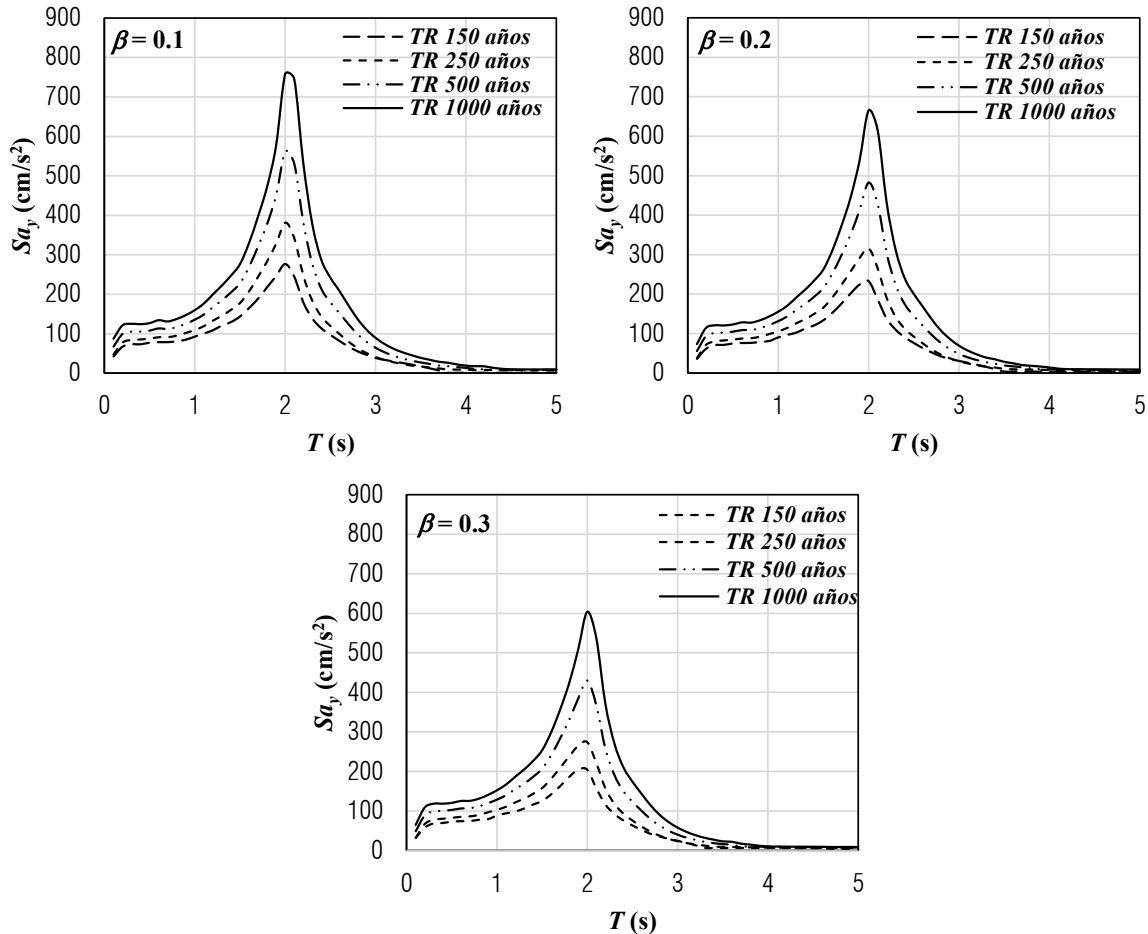 β = 0.1
TR 150 años
TR 250 años
TR 500 años
TR 1000 años
900
800
700
600
500
400
300
200
100
0
Sa_y (cm/s²)
0 1 2 3 4 5
T (s)
β = 0.2
TR 150 años
TR 250 años
TR 500 años
TR 1000 años
900
800
700
600
500
400
300
200
100
0
Sa_y (cm/s²)
0 1 2 3 4 5
T (s)
β = 0.3
TR 150 años
TR 250 años
TR 500 años
TR 1000 años
900
800
700
600
500
400
300
200
100
0
Sa_y (cm/s²)
0 1 2 3 4 5
T (s)